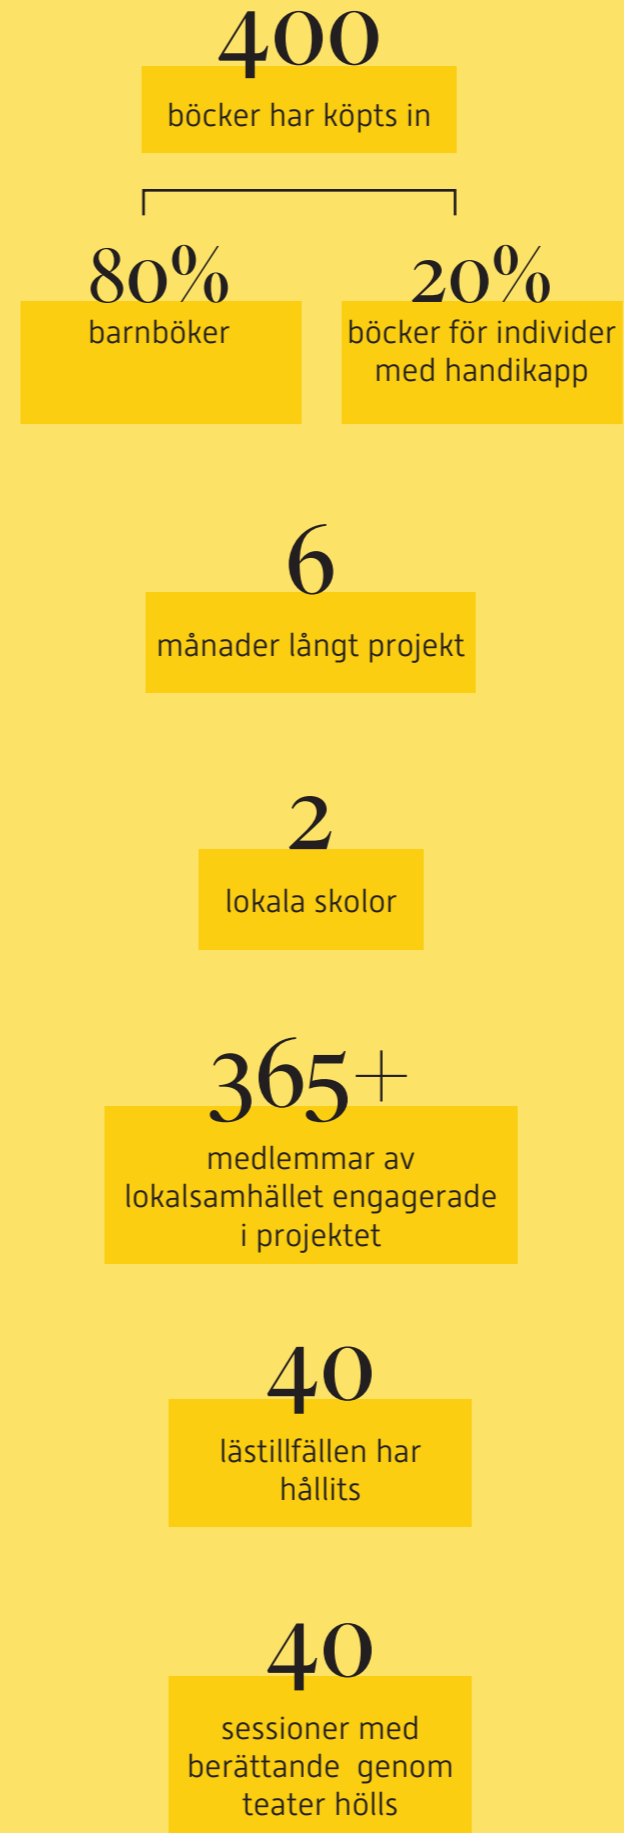 400
böcker har köpts in
80%
barnböker
20%
böcker för individer
med handikapp
6
månader långt projekt
2
lokala skolor
365+
medlemmar av
lokalsamhället engagerade
i projektet
40
lästillfällen har
hållits
40
sessioner med
berättande  genom
teater hölls